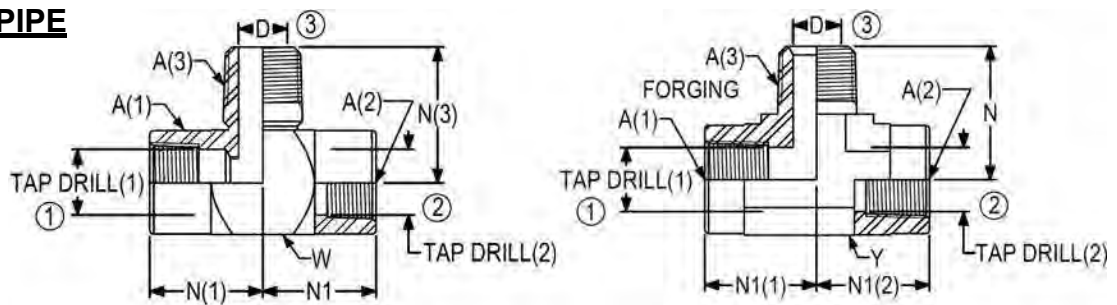 PIPE
D ③
A(3)
A(1)
A(2)
N(3)
TAP DRILL(1)
①
②
TAP DRILL(2)
W
N(1)
N1
D ③
A(3)
FORGING
A(1)
A(2)
N
TAP DRILL(1)
①
②
TAP DRILL(2)
Y
N1(1)
N1(2)